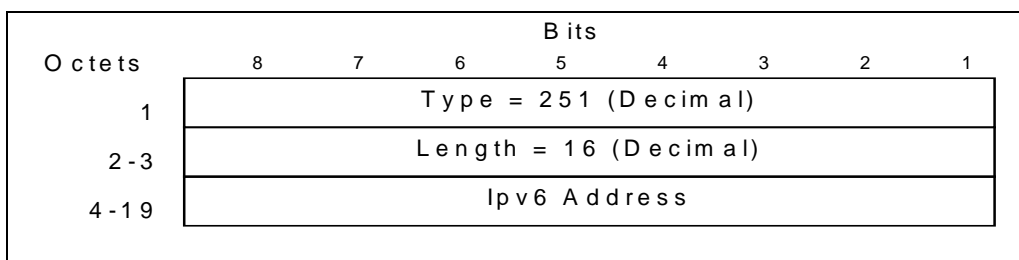 Bits
Octets 8 7 6 5 4 3 2 1
1 Type = 251 (Decimal)
2-3 Length = 16 (Decimal)
4-19 Ipv6 Address